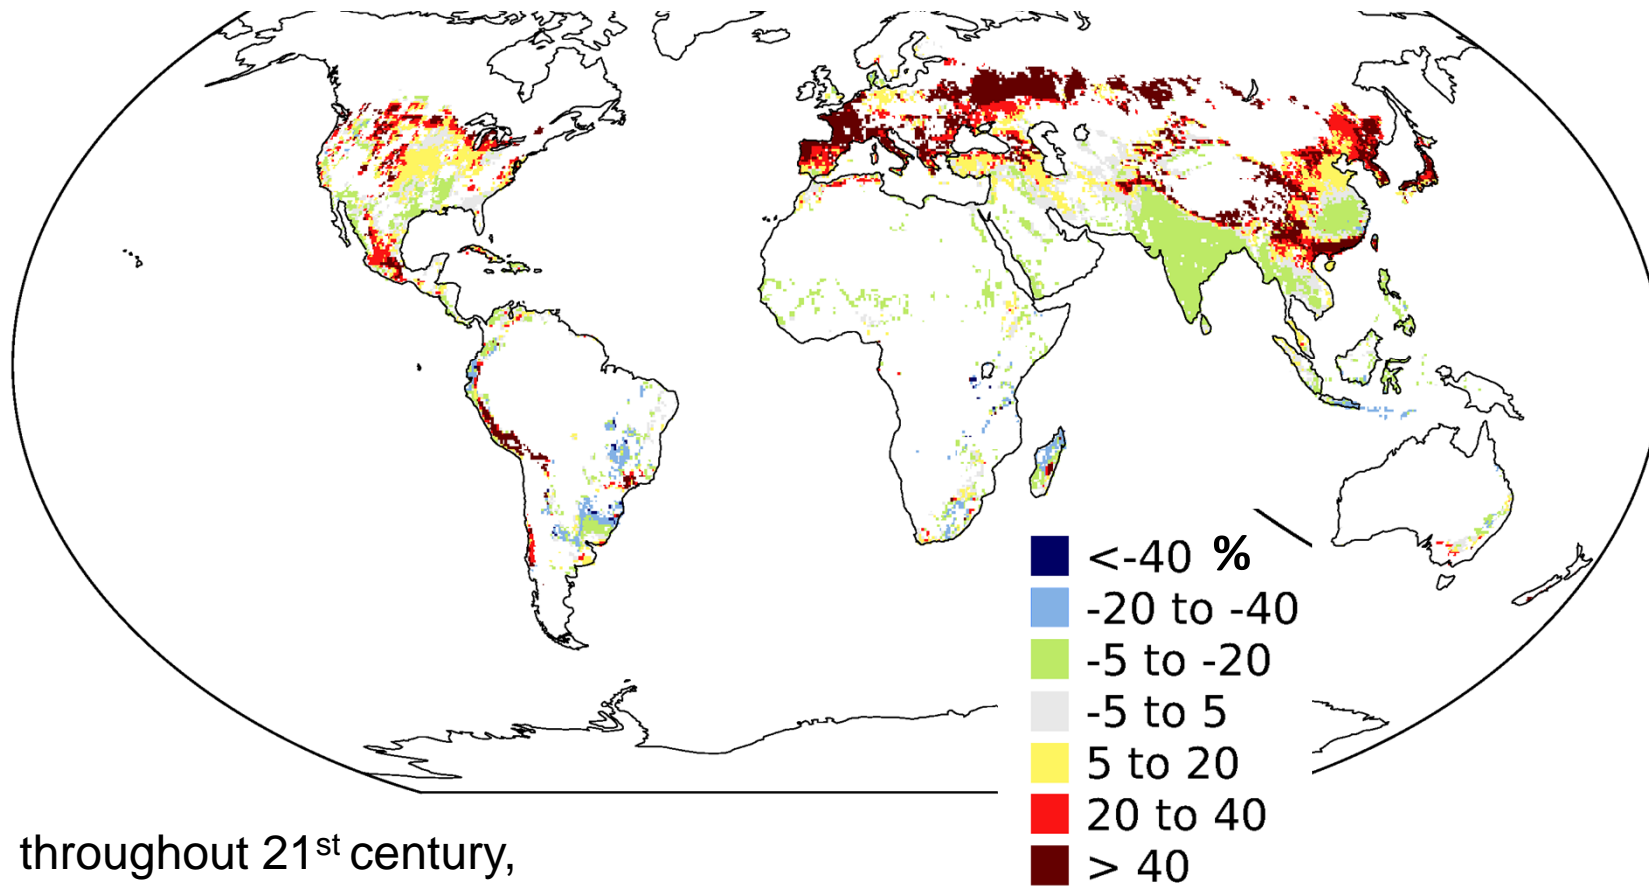 <-40 %
-20 to -40
-5 to -20
-5 to 5
5 to 20
20 to 40
> 40
throughout 21st century,